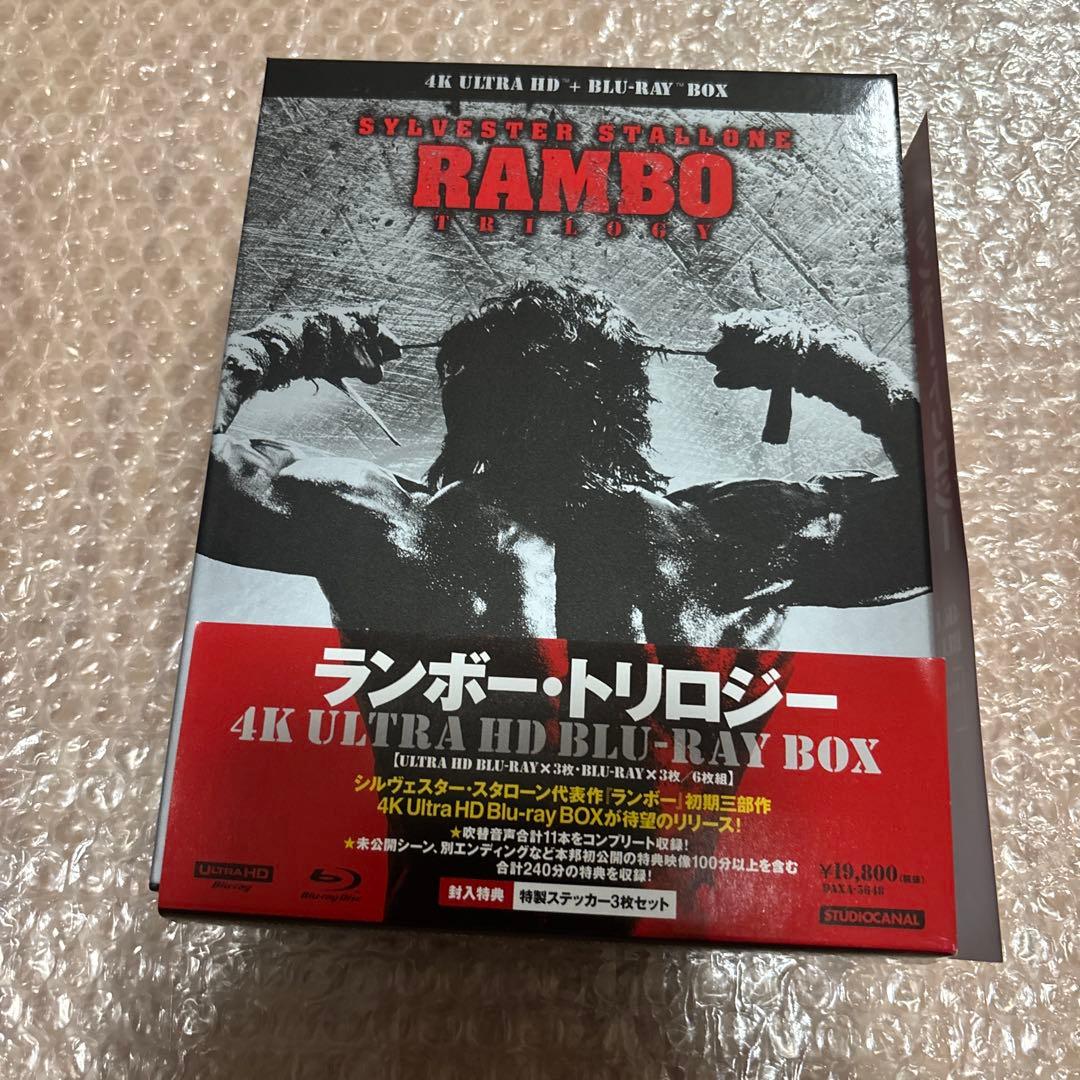 4K ULTRA HD™ + BLU-RAY™ BOX
SYLVESTER STALLONE
RAMBO
TRILOGY
ランボー・トリロジー
4K ULTRA HD BLU-RAY BOX
【ULTRA HD BLU-RAY×3枚・BLU-RAY×3枚/6枚組】
シルヴェスター・スタローン代表作『ランボー』初期三部作
4K Ultra HD Blu-ray BOXが待望のリリース!
★吹替音声合計11本をコンプリート収録!
★未公開シーン、別エンディングなど本邦初公開の特典映像100分以上を含む
合計240分の特典を収録!
封入特典 特製ステッカー3枚セット
ULTRA HD
Blu-ray
Blu-ray Disc
¥19,800(税抜)
DAXA-5648
STUDIOCANAL